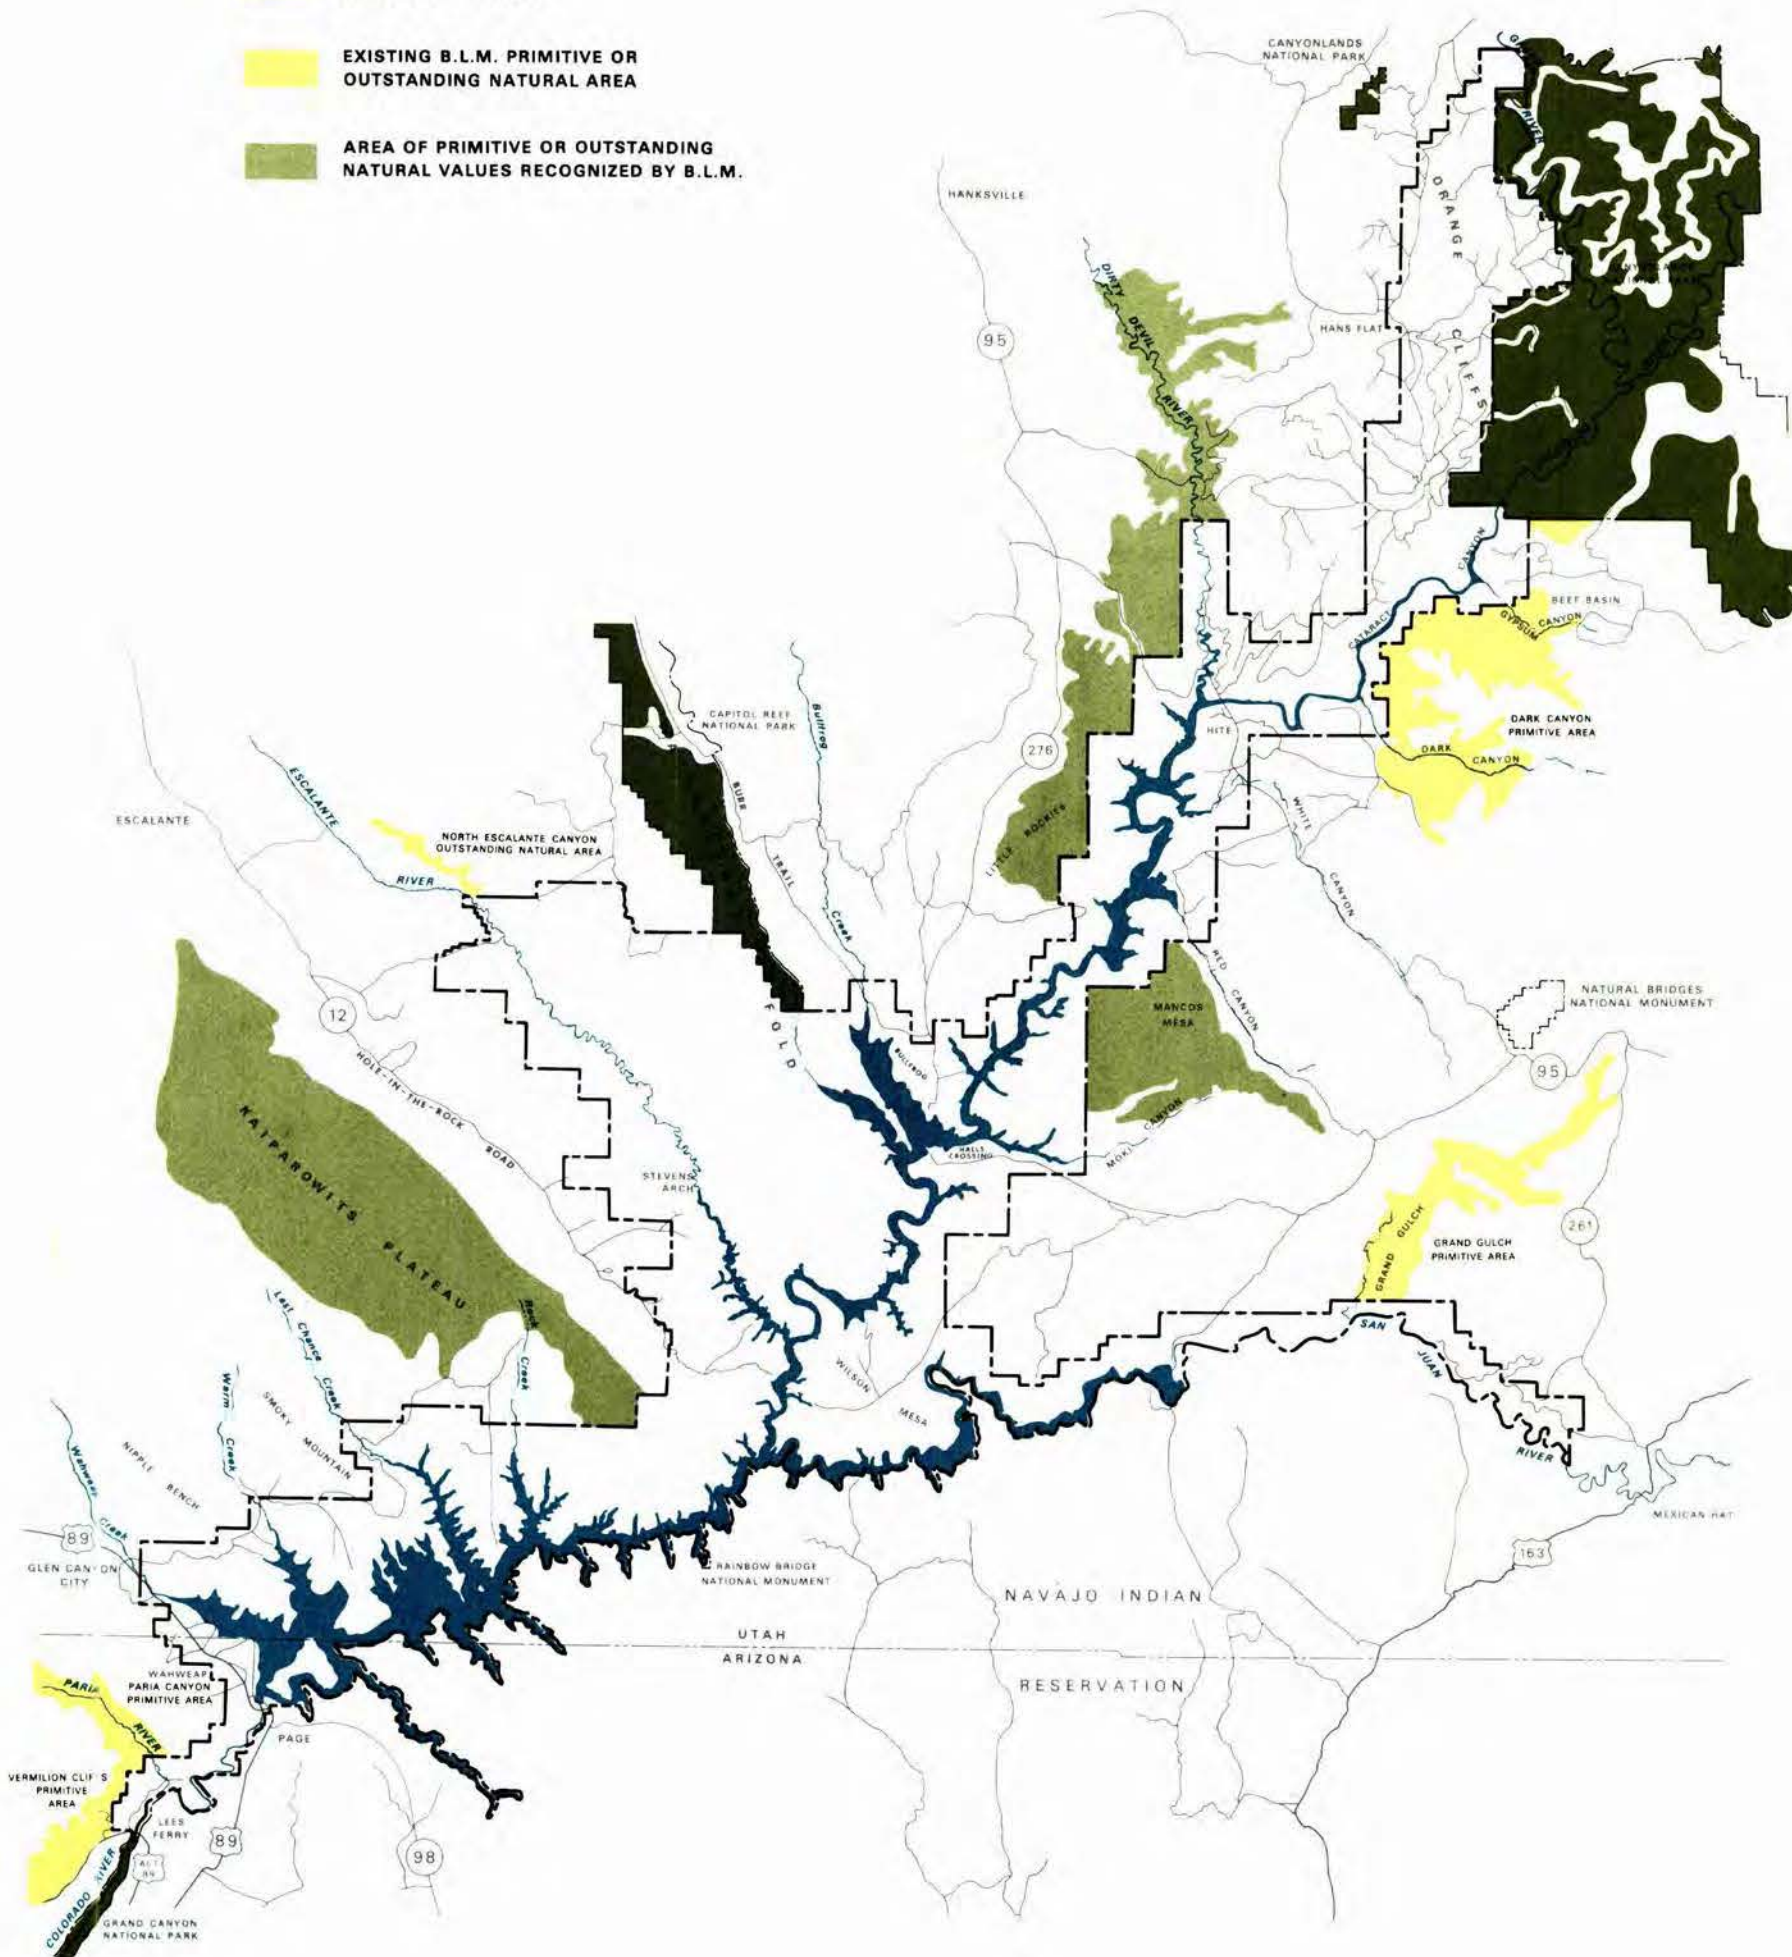 EXISTING B.L.M. PRIMITIVE OR
OUTSTANDING NATURAL AREA
AREA OF PRIMITIVE OR OUTSTANDING
NATURAL VALUES RECOGNIZED BY B.L.M.
CANYONLANDS
NATIONAL PARK
RIVER
ORANGE
CLIFFS
HANKSVILLE
95
DIRTY
DEVIL
RIVER
HANS FLAT
CATARACT
CANYON
BEEF BASIN
GYPSUM
CANYON
DARK CANYON
PRIMITIVE AREA
DARK
CANYON
HITE
276
LITTLE
ROCKIES
CAPITOL REEF
NATIONAL PARK
Bullfrog
Creek
BURR
TRAIL
FOLD
ESCALANTE
ESCALANTE
RIVER
NORTH ESCALANTE CANYON
OUTSTANDING NATURAL AREA
WHITE
CANYON
RED
CANYON
NATURAL BRIDGES
NATIONAL MONUMENT
95
MANCOS
MESA
MOKI
CANYON
12
HOLE-IN-THE-ROCK
ROAD
BULLFROG
HALLS
CROSSING
STEVENS
ARCH
KAIPAROWITS
PLATEAU
GRAND GULCH
GRAND GULCH
PRIMITIVE AREA
261
Last
Chance
Creek
Rock
Creek
Warm
Creek
SMOKY
MOUNTAIN
NIPPLE
BENCH
Wahweap
Creek
WILSON
MESA
SAN
JUAN
RIVER
MEXICAN HAT
163
89
GLEN CANYON
CITY
RAINBOW BRIDGE
NATIONAL MONUMENT
NAVAJO INDIAN
RESERVATION
UTAH
ARIZONA
WAHWEAP
PARIA CANYON
PRIMITIVE AREA
PARIA
RIVER
PAGE
VERMILION CLIFFS
PRIMITIVE
AREA
LEES
FERRY
89
ALT
89
98
COLORADO RIVER
GRAND CANYON
NATIONAL PARK